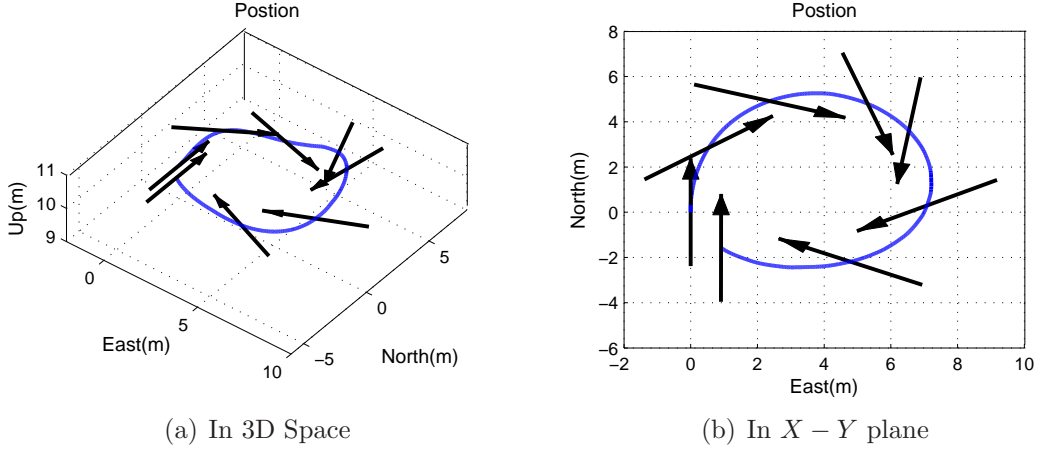 Postion
11
10
9
Up(m)
0
5
10
East(m)
−5
0
5
North(m)
(a) In 3D Space
Postion
8
6
4
2
0
−2
−4
−6
North(m)
−2 0 2 4 6 8 10
East(m)
(b) In X − Y plane